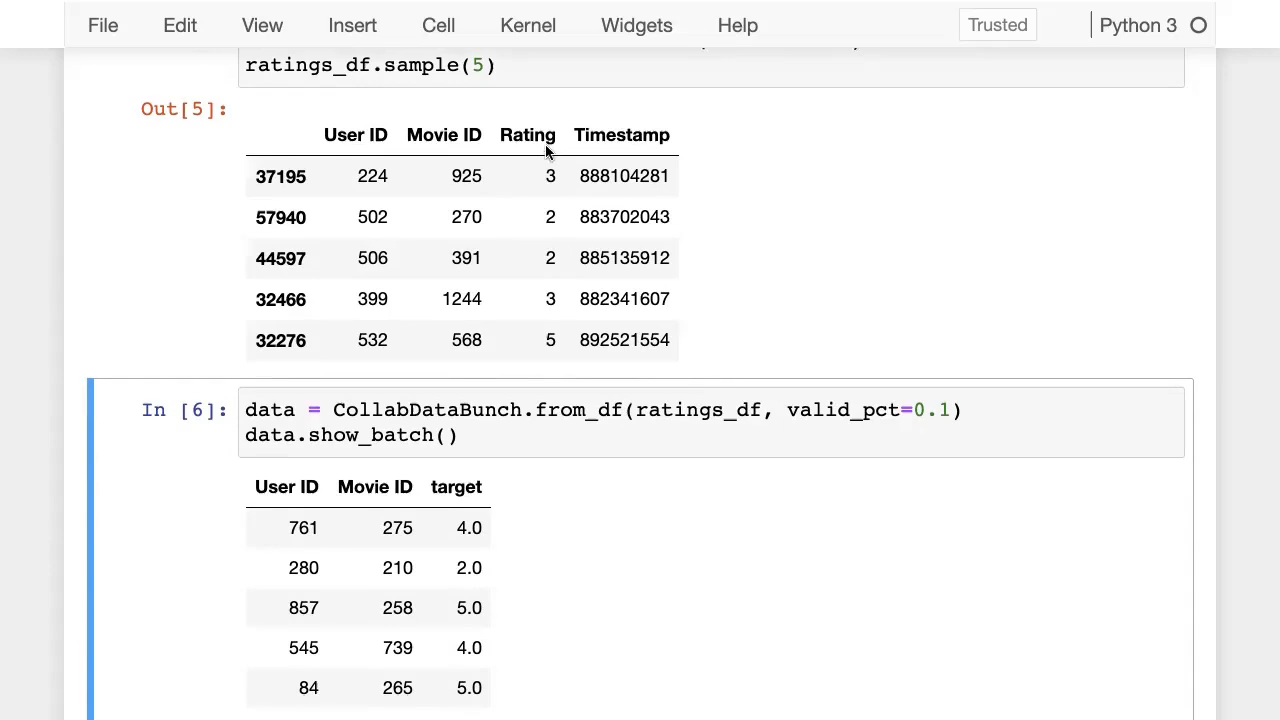 File Edit View Insert Cell Kernel Widgets Help Trusted Python 3
ratings_df.sample(5)
Out[5]:
User ID Movie ID Rating Timestamp
37195 224 925 3 888104281
57940 502 270 2 883702043
44597 506 391 2 885135912
32466 399 1244 3 882341607
32276 532 568 5 892521554
In [6]: data = CollabDataBunch.from_df(ratings_df, valid_pct=0.1)
data.show_batch()
User ID Movie ID target
761 275 4.0
280 210 2.0
857 258 5.0
545 739 4.0
84 265 5.0